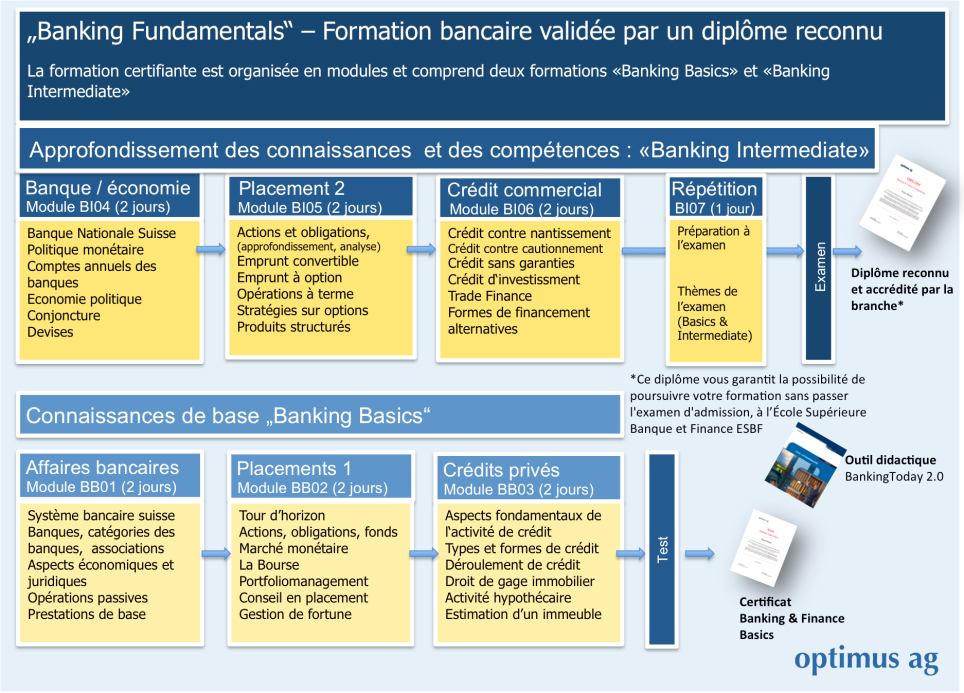 „Banking Fundamentals“ – Formation bancaire validée par un diplôme reconnu
La formation certifiante est organisée en modules et comprend deux formations «Banking Basics» et «Banking
Intermediate»
Approfondissement des connaissances et des compétences : «Banking Intermediate»
Banque / économie
Module BI04 (2 jours)
Banque Nationale Suisse
Politique monétaire
Comptes annuels des
banques
Economie politique
Conjoncture
Devises
Placement 2
Module BI05 (2 jours)
Actions et obligations,
(approfondissement, analyse)
Emprunt convertible
Emprunt à option
Opérations à terme
Stratégies sur options
Produits structurés
Crédit commercial
Module BI06 (2 jours)
Crédit contre nantissement
Crédit contre cautionnement
Crédit sans garanties
Crédit d'investissment
Trade Finance
Formes de financement
alternatives
Répétition
BI07 (1 jour)
Préparation à
l’examen
Thèmes de
l’examen
(Basics &
Intermediate)
Examen
Diplôme reconnu
et accrédité par la
branche*
*Ce diplôme vous garantit la possibilité de
poursuivre votre formation sans passer
l'examen d'admission, à l’École Supérieure
Banque et Finance ESBF
Connaissances de base „Banking Basics“
Affaires bancaires
Module BB01 (2 jours)
Système bancaire suisse
Banques, catégories des
banques, associations
Aspects économiques et
juridiques
Opérations passives
Prestations de base
Placements 1
Module BB02 (2 jours)
Tour d’horizon
Actions, obligations, fonds
Marché monétaire
La Bourse
Portfoliomanagement
Conseil en placement
Gestion de fortune
Crédits privés
Module BB03 (2 jours)
Aspects fondamentaux de
l'activité de crédit
Types et formes de crédit
Déroulement de crédit
Droit de gage immobilier
Activité hypothécaire
Estimation d’un immeuble
Test
Outil didactique
BankingToday 2.0
Certificat
Banking & Finance
Basics
optimus ag